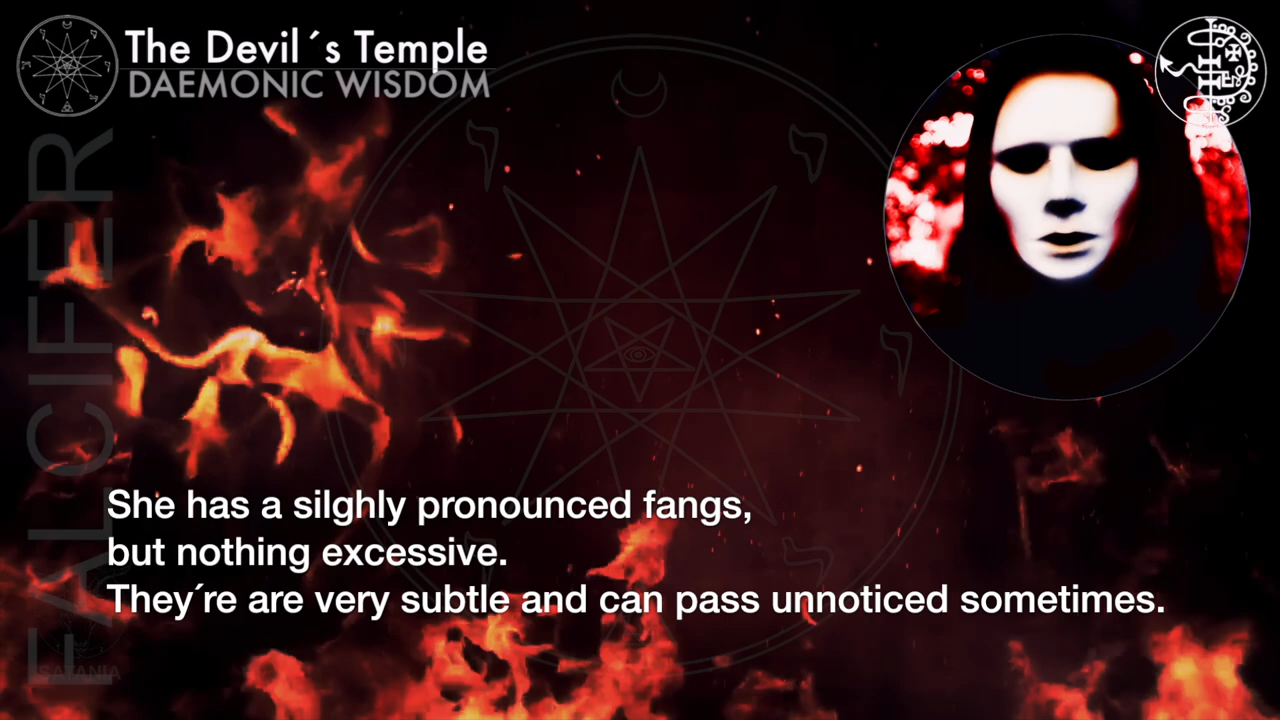 The Devil´s Temple
DAEMONIC WISDOM
FALCIFER
She has a silghly pronounced fangs,
but nothing excessive.
They´re are very subtle and can pass unnoticed sometimes.
SATANIA